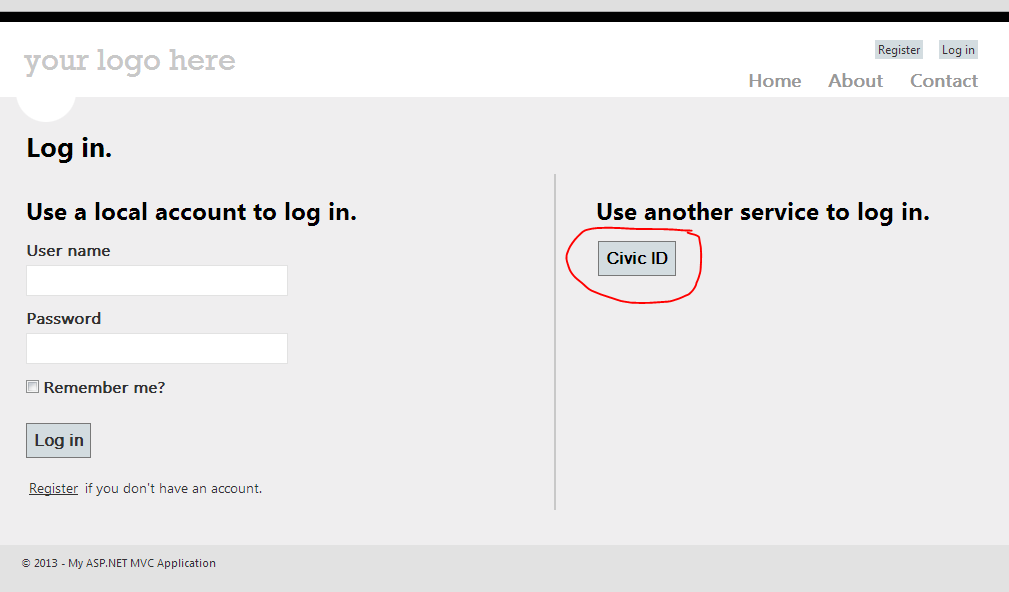 your logo here
Register Log in
Home About Contact
Log in.
Use a local account to log in.
User name
Password
Remember me?
Log in
Register if you don't have an account.
Use another service to log in.
Civic ID
© 2013 - My ASP.NET MVC Application